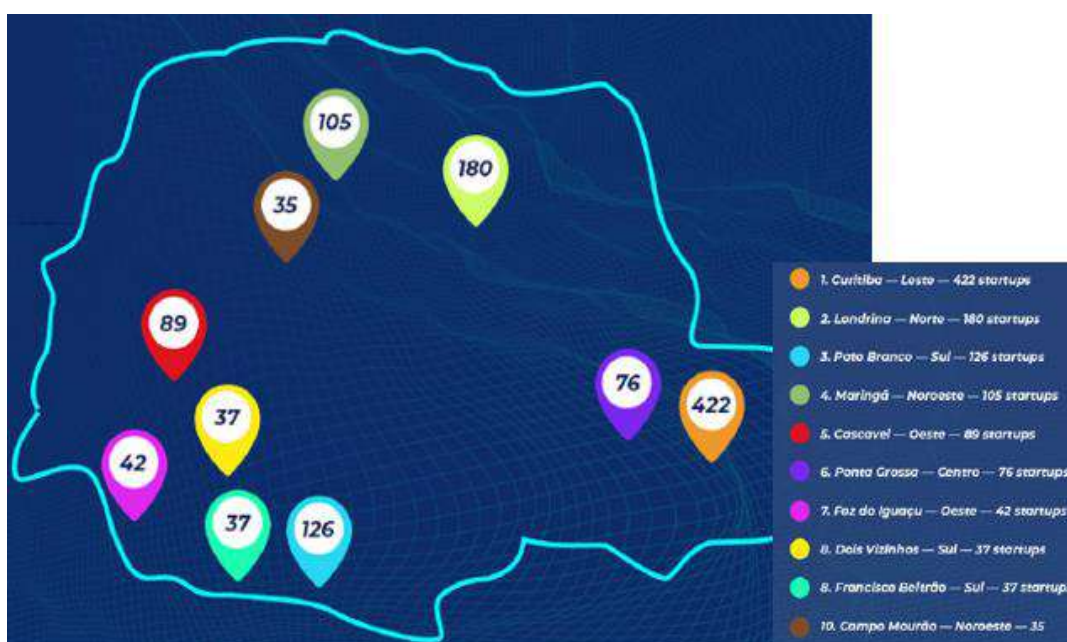 105
180
35
89
76
422
37
42
37
126
1. Curitiba — Leste — 422 startups
2. Londrina — Norte — 180 startups
3. Pato Branco — Sul — 126 startups
4. Maringá — Noroeste — 105 startups
5. Cascavel — Oeste — 89 startups
6. Ponta Grossa — Centro — 76 startups
7. Foz do Iguaçu — Oeste — 42 startups
8. Dois Vizinhos — Sul — 37 startups
8. Francisco Beltrão — Sul — 37 startup
10. Campo Mourão — Noroeste — 35